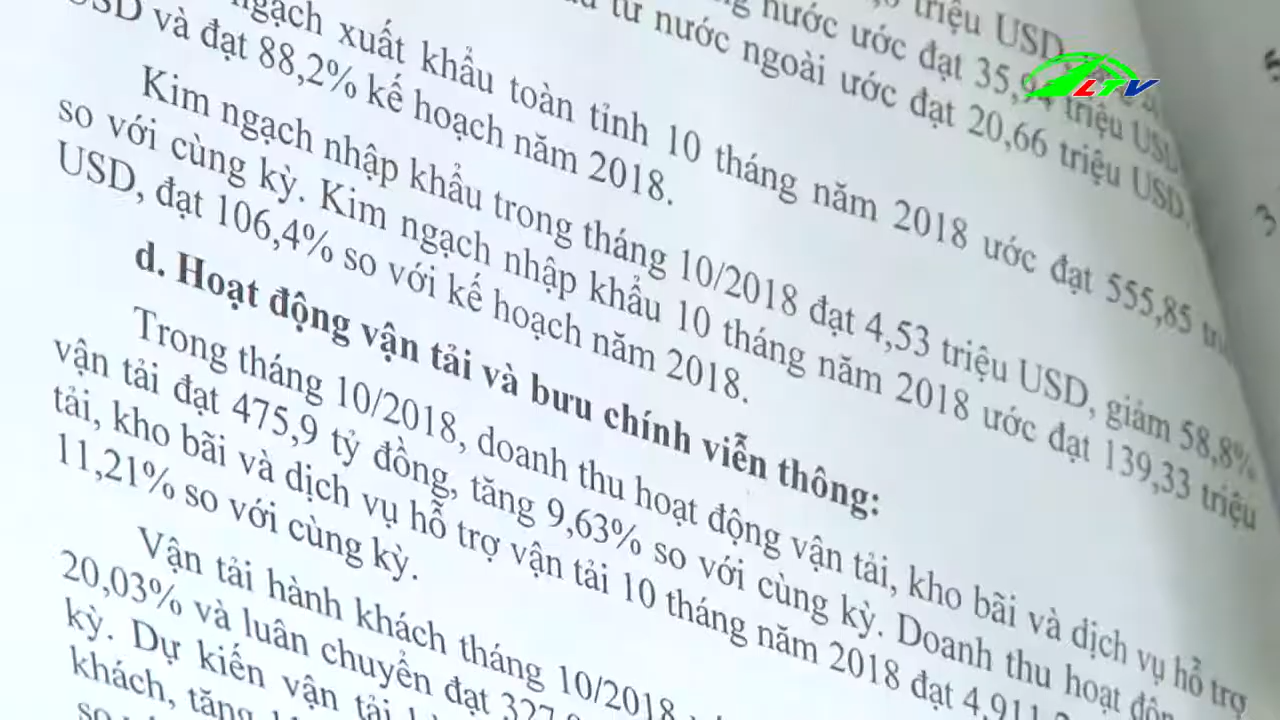 triệu USD,
nước ước đạt 35,94 triệu USD
từ nước ngoài ước đạt 20,66 triệu USD.
ngạch xuất khẩu toàn tỉnh 10 tháng năm 2018 ước đạt 555,85
USD và đạt 88,2% kế hoạch năm 2018.
Kim ngạch nhập khẩu trong tháng 10/2018 đạt 4,53 triệu USD, giảm 58,8%
so với cùng kỳ. Kim ngạch nhập khẩu 10 tháng năm 2018 ước đạt 139,33 triệu
USD, đạt 106,4% so với kế hoạch năm 2018.
d. Hoạt động vận tải và bưu chính viễn thông:
Trong tháng 10/2018, doanh thu hoạt động vận tải, kho bãi và dịch vụ hỗ trợ
vận tải đạt 475,9 tỷ đồng, tăng 9,63% so với cùng kỳ. Doanh thu hoạt
tải, kho bãi và dịch vụ hỗ trợ vận tải 10 tháng năm 2018 đạt 4.911
11,21% so với cùng kỳ.
Vận tải hành khách tháng 10/2018
20,03% và luân chuyển đạt 327
kỳ. Dự kiến vận tải
khách, tăng
so
LTV
3